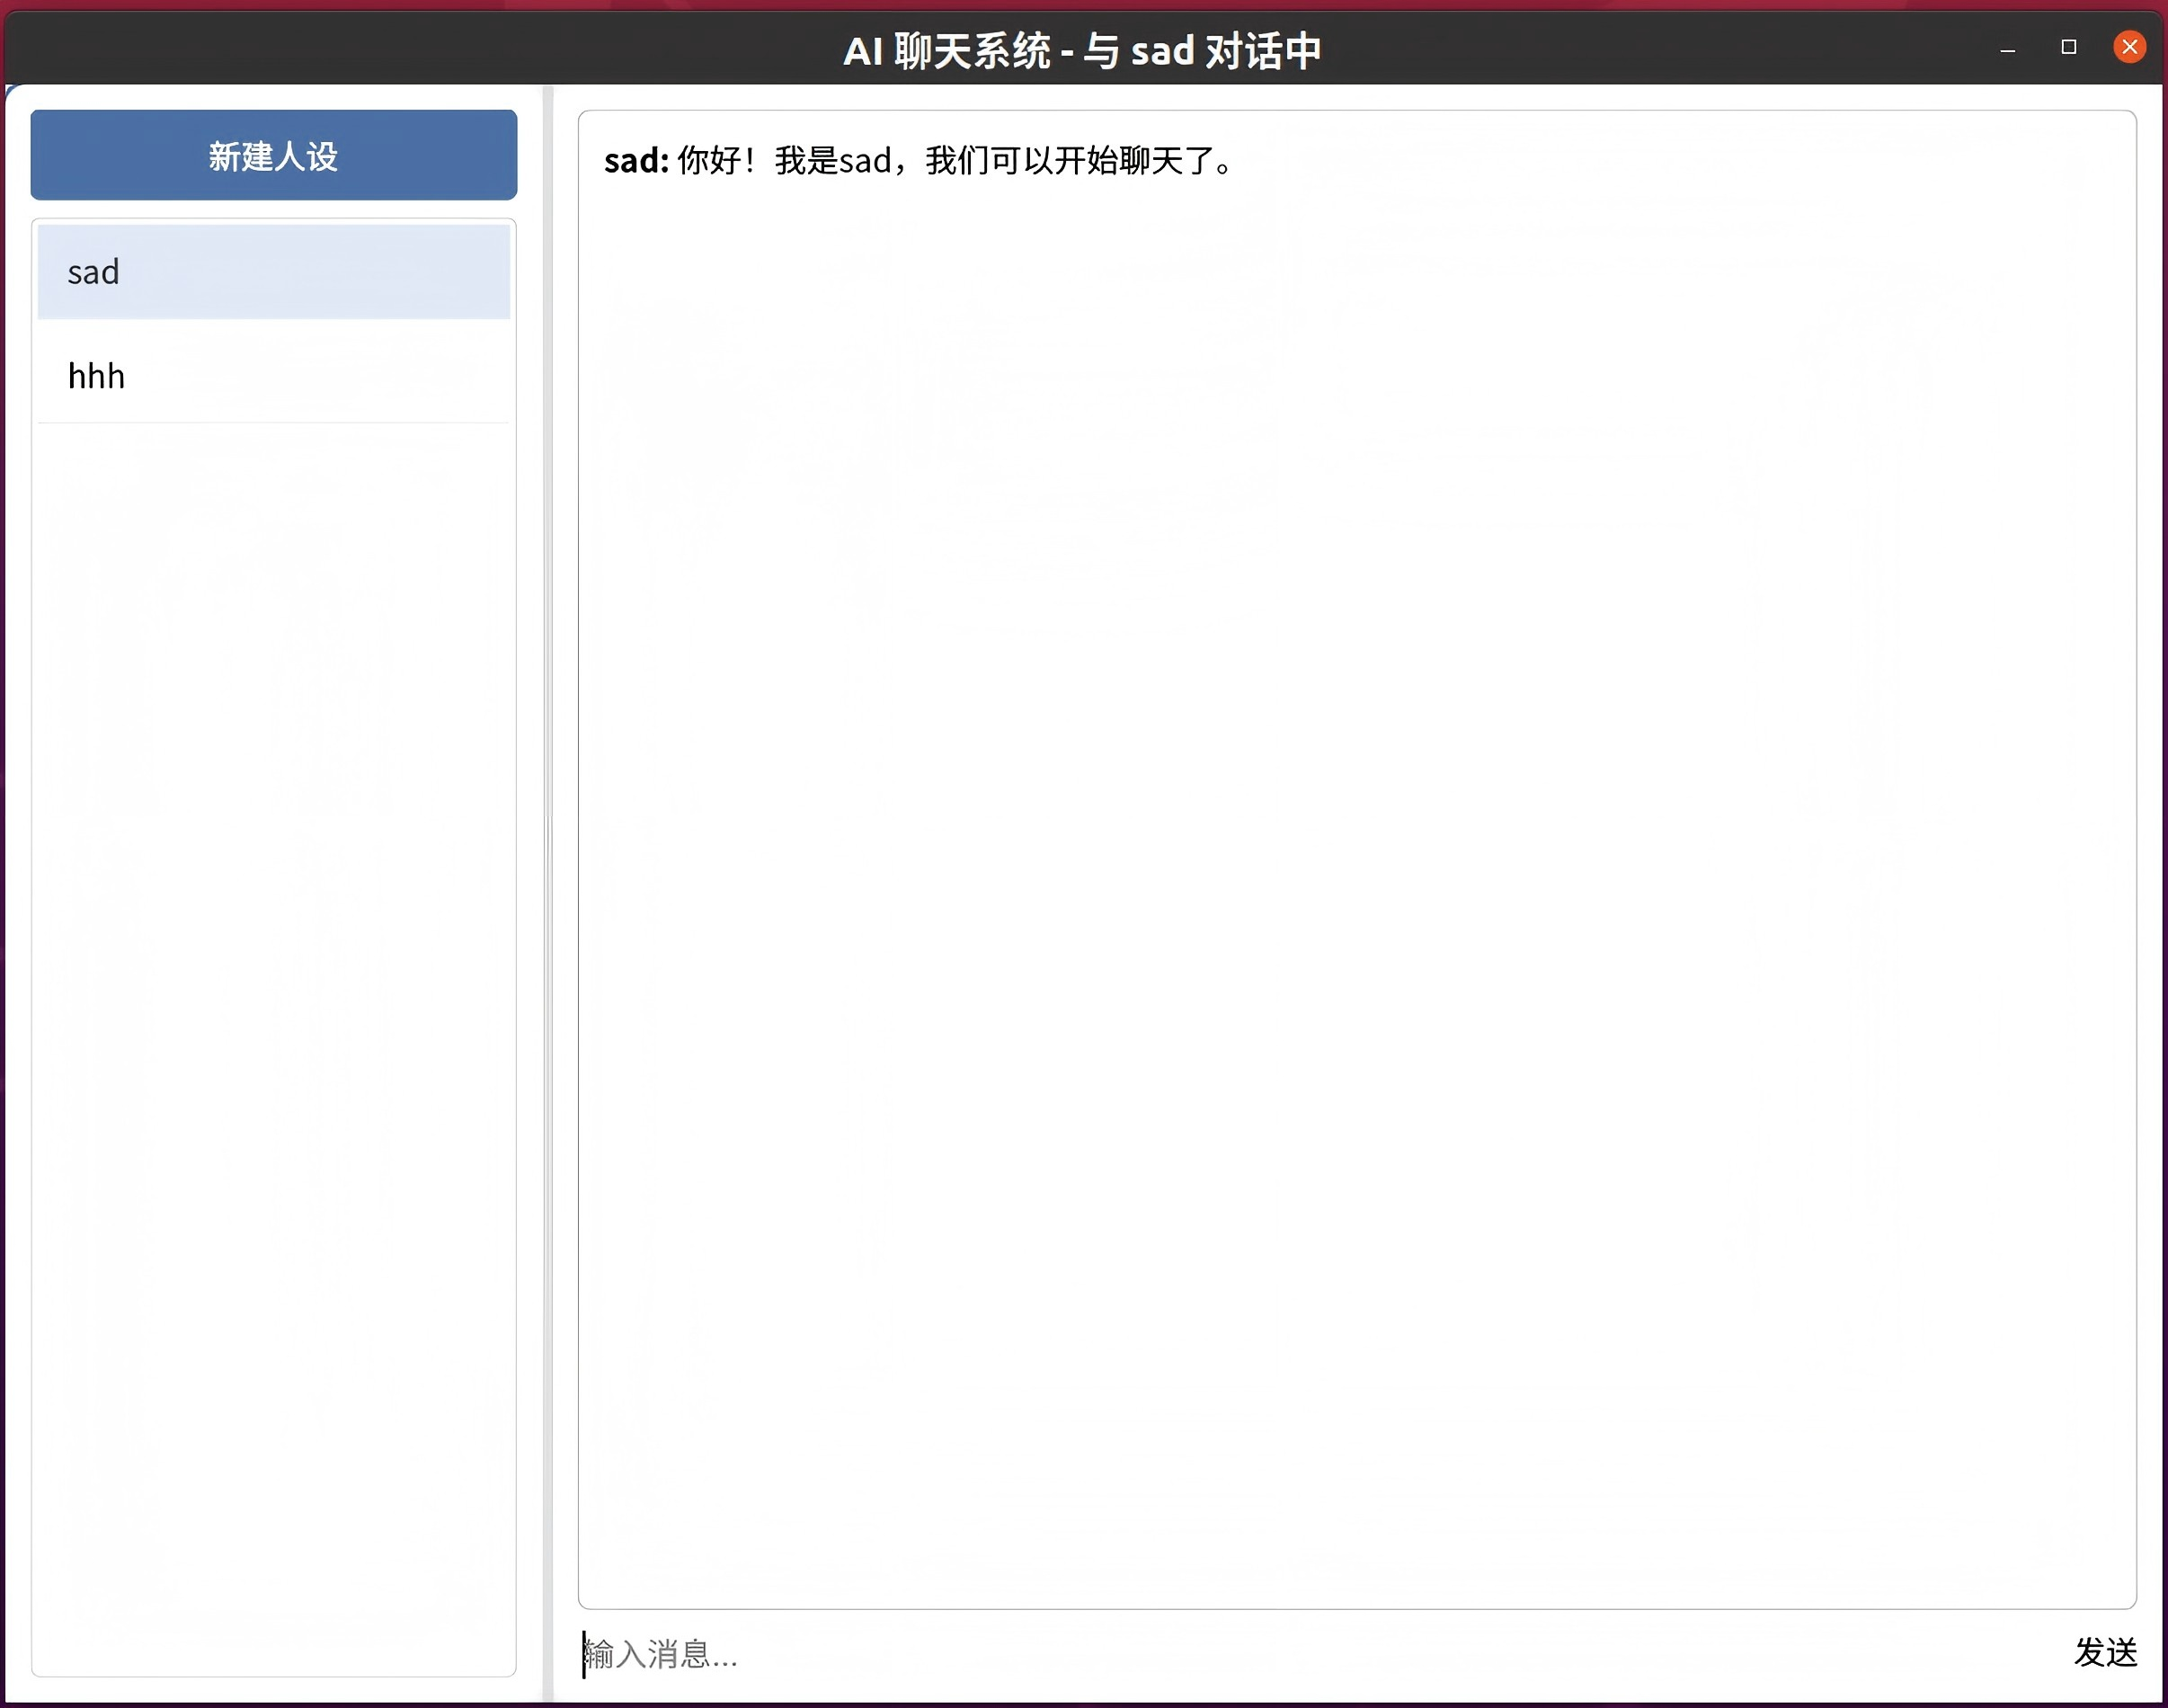 AI 聊天系统 - 与 sad 对话中
新建人设
sad
hhh
sad: 你好！我是sad，我们可以开始聊天了。
输入消息...
发送